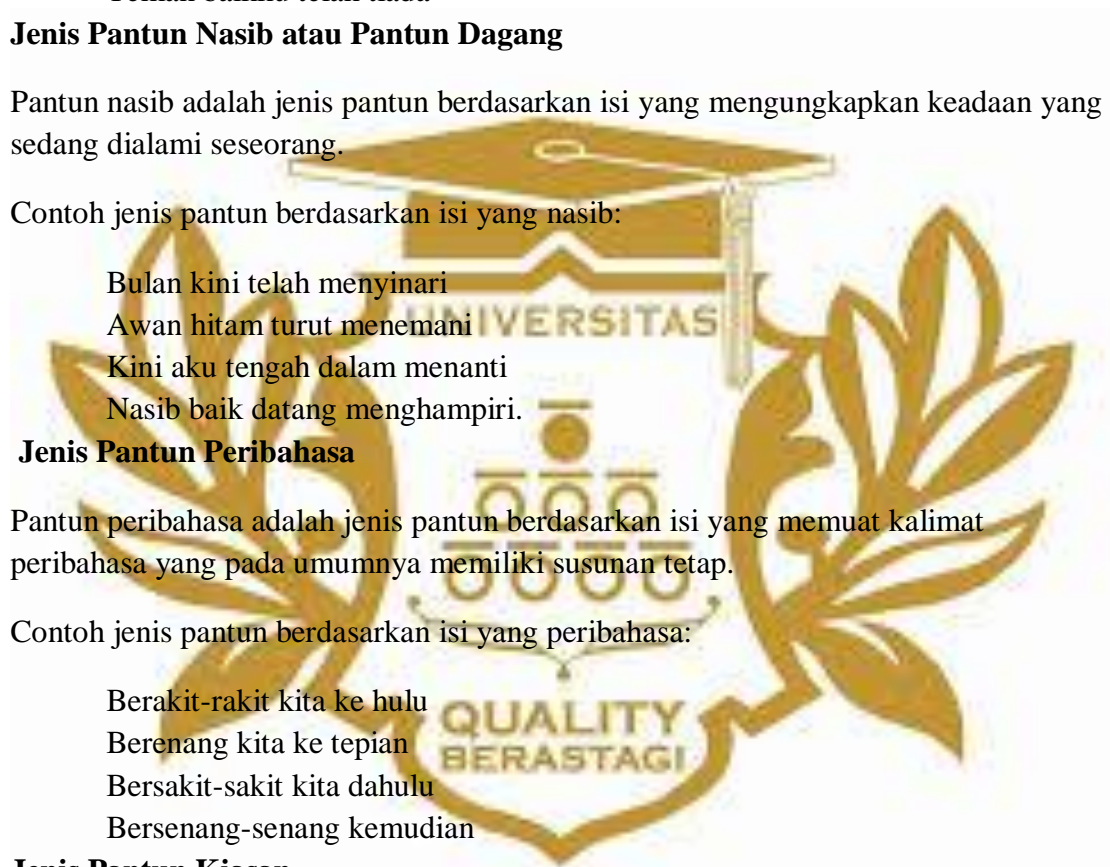 Jenis Pantun Nasib atau Pantun Dagang
Pantun nasib adalah jenis pantun berdasarkan isi yang mengungkapkan keadaan yang
sedang dialami seseorang.
Contoh jenis pantun berdasarkan isi yang nasib:
Bulan kini telah menyinari
Awan hitam turut menemani
UNIVERSITAS
Kini aku tengah dalam menanti
Nasib baik datang menghampiri.
Jenis Pantun Peribahasa
Pantun peribahasa adalah jenis pantun berdasarkan isi yang memuat kalimat
peribahasa yang pada umumnya memiliki susunan tetap.
Contoh jenis pantun berdasarkan isi yang peribahasa:
Berakit-rakit kita ke hulu
Berenang kita ke tepian
QUALITY
BERASTAGI
Bersakit-sakit kita dahulu
Bersenang-senang kemudian
Jenis Pantun Kiasan